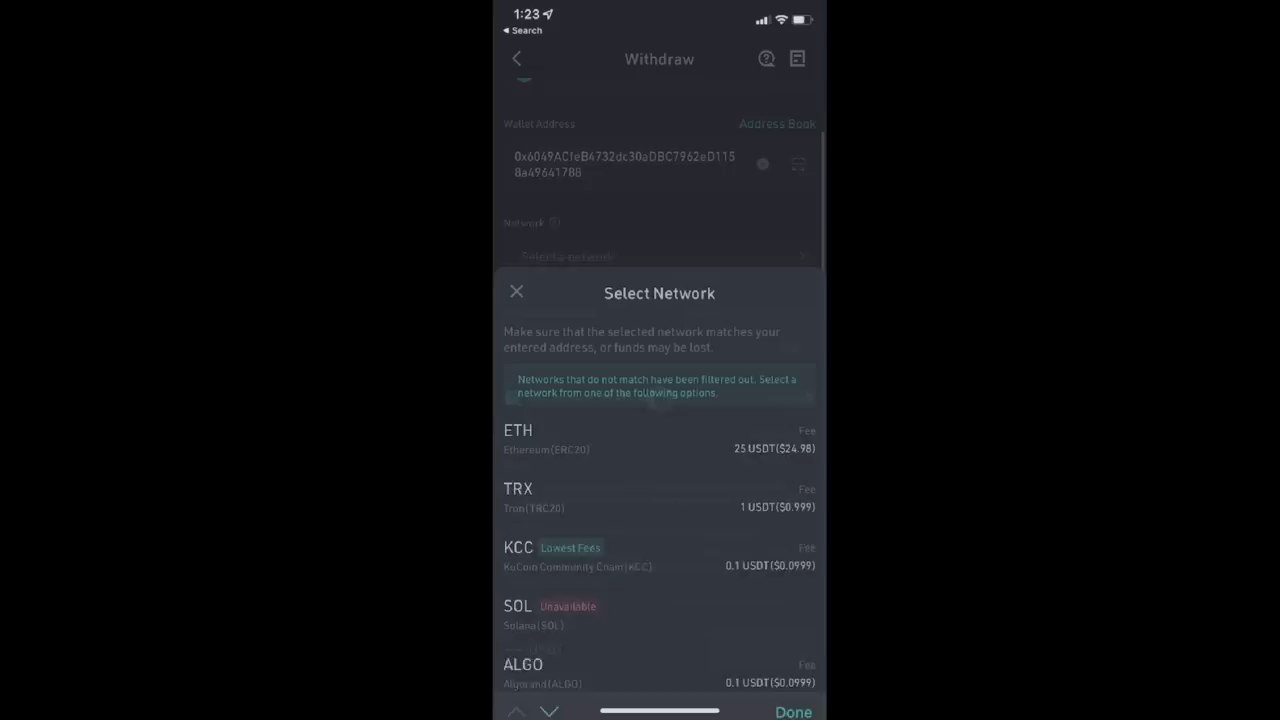 1:23
Search
Withdraw
Wallet Address
Address Book
0x6049ACfeB4732dc30aDBC7962eD115
8a49641788
Network
Select a network
Select Network
Make sure that the selected network matches your
entered address, or funds may be lost.
Networks that do not match have been filtered out. Select a
network from one of the following options.
ETH
Fee
Ethereum(ERC20)
25 USDT($24.98)
TRX
Fee
Tron(TRC20)
1 USDT($0.999)
KCC Lowest Fees
Fee
KuCoin Community Chain(KCC)
0.1 USDT($0.0999)
SOL Unavailable
Solana(SOL)
ALGO
Fee
Algorand(ALGO)
0.1 USDT($0.0999)
Done